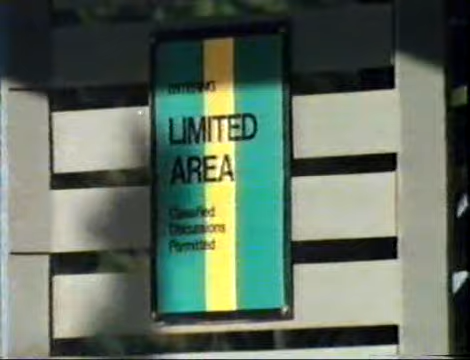 ENTERING
LIMITED
AREA
Classified
Discussions
Permitted